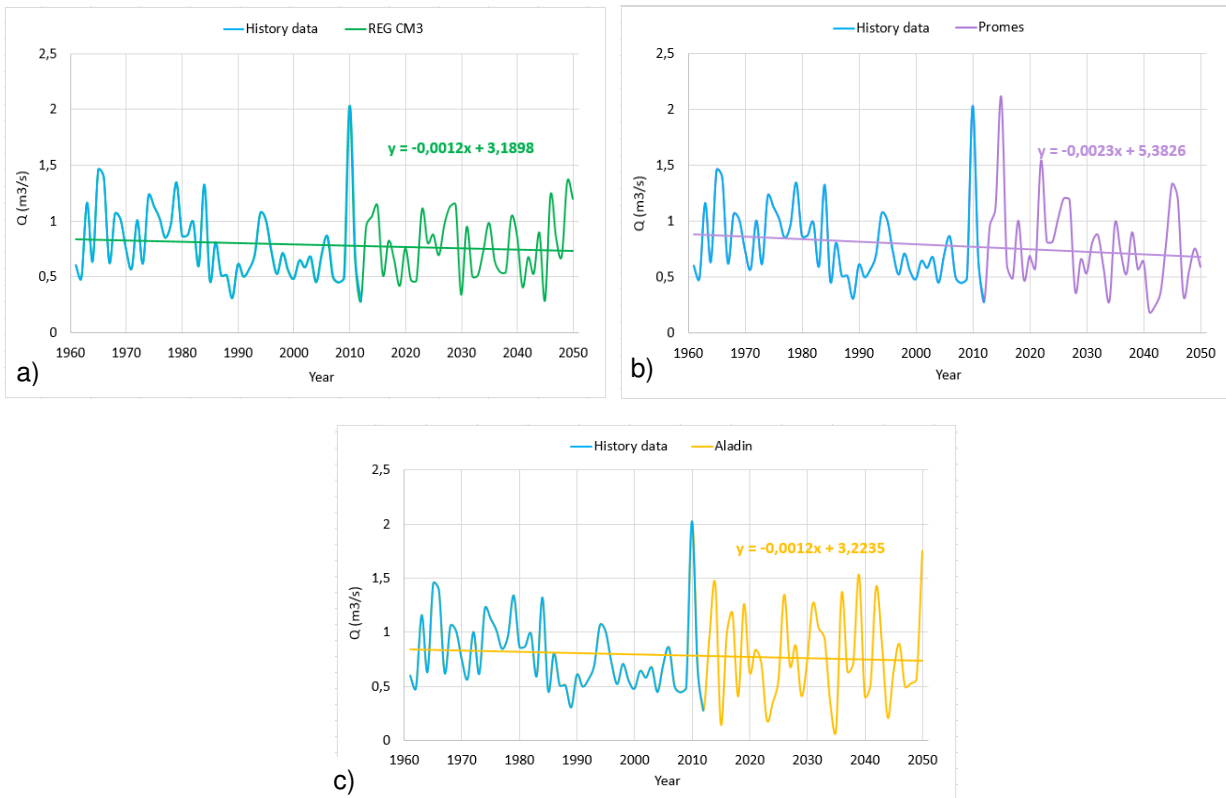 History data REG CM3
2,5
2
1,5
1
0,5
0
Q (m3/s)
y = -0,0012x + 3,1898
1960 1970 1980 1990 2000 2010 2020 2030 2040 2050
Year
a)
History data Promes
2,5
2
1,5
1
0,5
0
Q (m3/s)
y = -0,0023x + 5,3826
1960 1970 1980 1990 2000 2010 2020 2030 2040 2050
Year
b)
History data Aladin
2,5
2
1,5
1
0,5
0
Q (m3/s)
y = -0,0012x + 3,2235
1960 1970 1980 1990 2000 2010 2020 2030 2040 2050
Year
c)